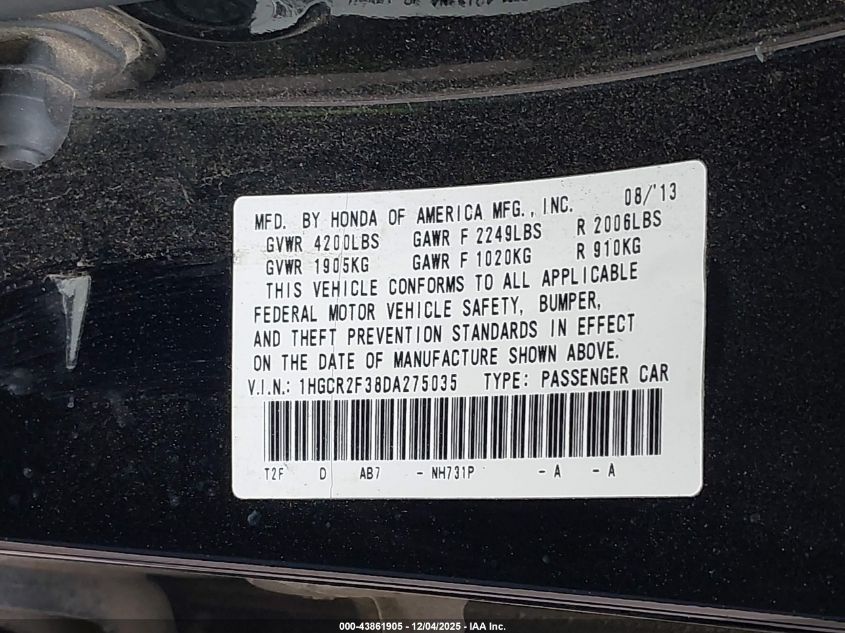 MFD. BY HONDA OF AMERICA MFG., INC. 08/'13
GVWR 4200LBS GAWR F 2249LBS R 2006LBS
GVWR 1905KG GAWR F 1020KG R 910KG
THIS VEHICLE CONFORMS TO ALL APPLICABLE
FEDERAL MOTOR VEHICLE SAFETY, BUMPER,
AND THEFT PREVENTION STANDARDS IN EFFECT
ON THE DATE OF MANUFACTURE SHOWN ABOVE.
V.I.N.: 1HGCR2F38DA275035 TYPE: PASSENGER CAR
T2F D AB7 - NH731P - A - A
000-43861905 - 12/04/2025 - IAA Inc.